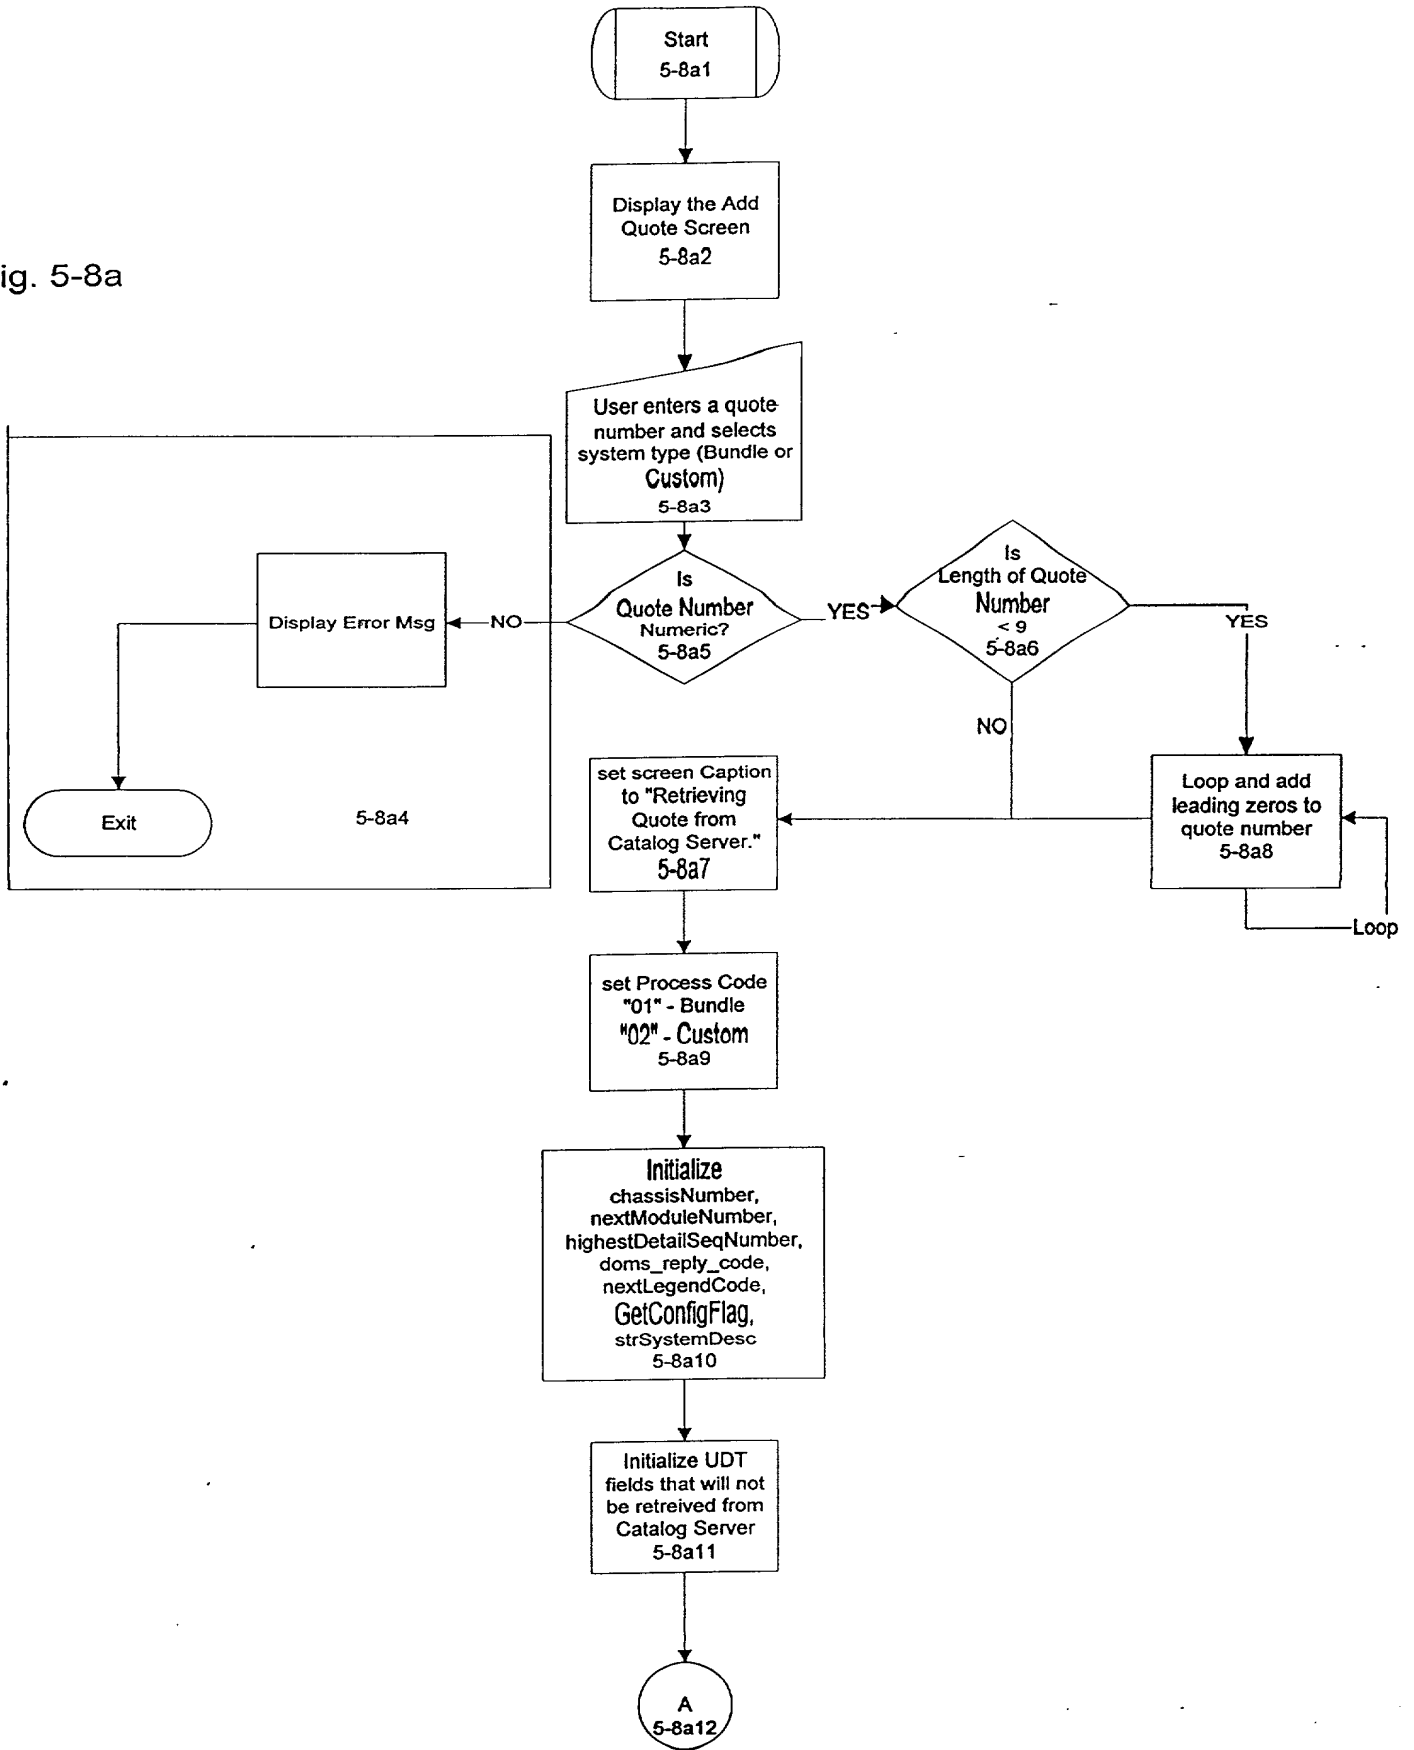 Start
5-8a1
Display the Add
Quote Screen
5-8a2
ig. 5-8a
User enters a quote
number and selects
system type (Bundle or
Custom)
5-8a3
Is
Quote Number
Numeric?
5-8a5
NO
Display Error Msg
Exit
5-8a4
YES
Is
Length of Quote
Number
< 9
5-8a6
YES
NO
Loop and add
leading zeros to
quote number
5-8a8
Loop
set screen Caption
to "Retrieving
Quote from
Catalog Server."
5-8a7
set Process Code
"01" - Bundle
"02" - Custom
5-8a9
Initialize
chassisNumber,
nextModuleNumber,
highestDetailSeqNumber,
doms_reply_code,
nextLegendCode,
GetConfigFlag,
strSystemDesc
5-8a10
Initialize UDT
fields that will not
be retreived from
Catalog Server
5-8a11
A
5-8a12